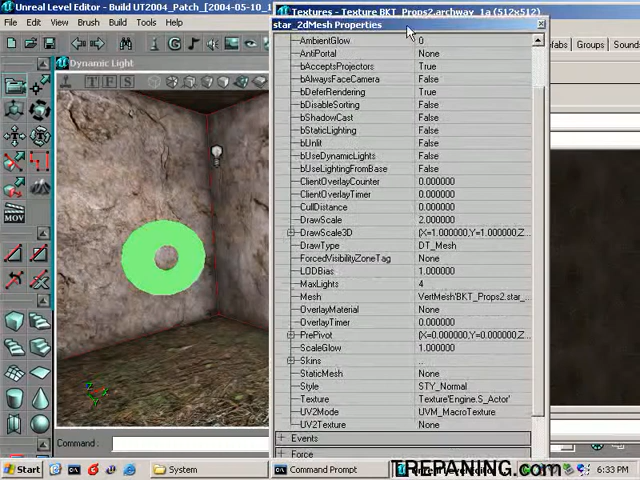 Unreal Level Editor - Build UT2004_Patch_[2004-05-10_1
Textures - Texture BKT_Props2.archway_1a (512x512)
star_2dMesh Properties
File Edit View Brush Build Tools Help
Sounds
Groups
Dynamic Light
AmbientGlow 0
AntiPortal None
bAcceptsProjectors True
bAlwaysFaceCamera False
bDeferRendering True
bDisableSorting False
bShadowCast False
bStaticLighting False
bUnlit False
bUseDynamicLights False
bUseLightingFromBase False
ClientOverlayCounter 0.000000
ClientOverlayTimer 0.000000
CullDistance 0.000000
DrawScale 2.000000
DrawScale3D (X=1.000000,Y=1.000000,Z...
DrawType DT_Mesh
ForcedVisibilityZoneTag None
LODBias 1.000000
MaxLights 4
Mesh VertMesh'BKT_Props2.star_...
OverlayMaterial None
OverlayTimer 0.000000
PrePivot (X=0.000000,Y=0.000000,Z...
ScaleGlow 1.000000
Skins ..
StaticMesh None
Style STY_Normal
Texture Texture'Engine.S_Actor'
UV2Mode UVM_MacroTexture
UV2Texture None
Events
Force
MOV
Command :
Start
System
Command Prompt
TREPANING.com
6:33 PM